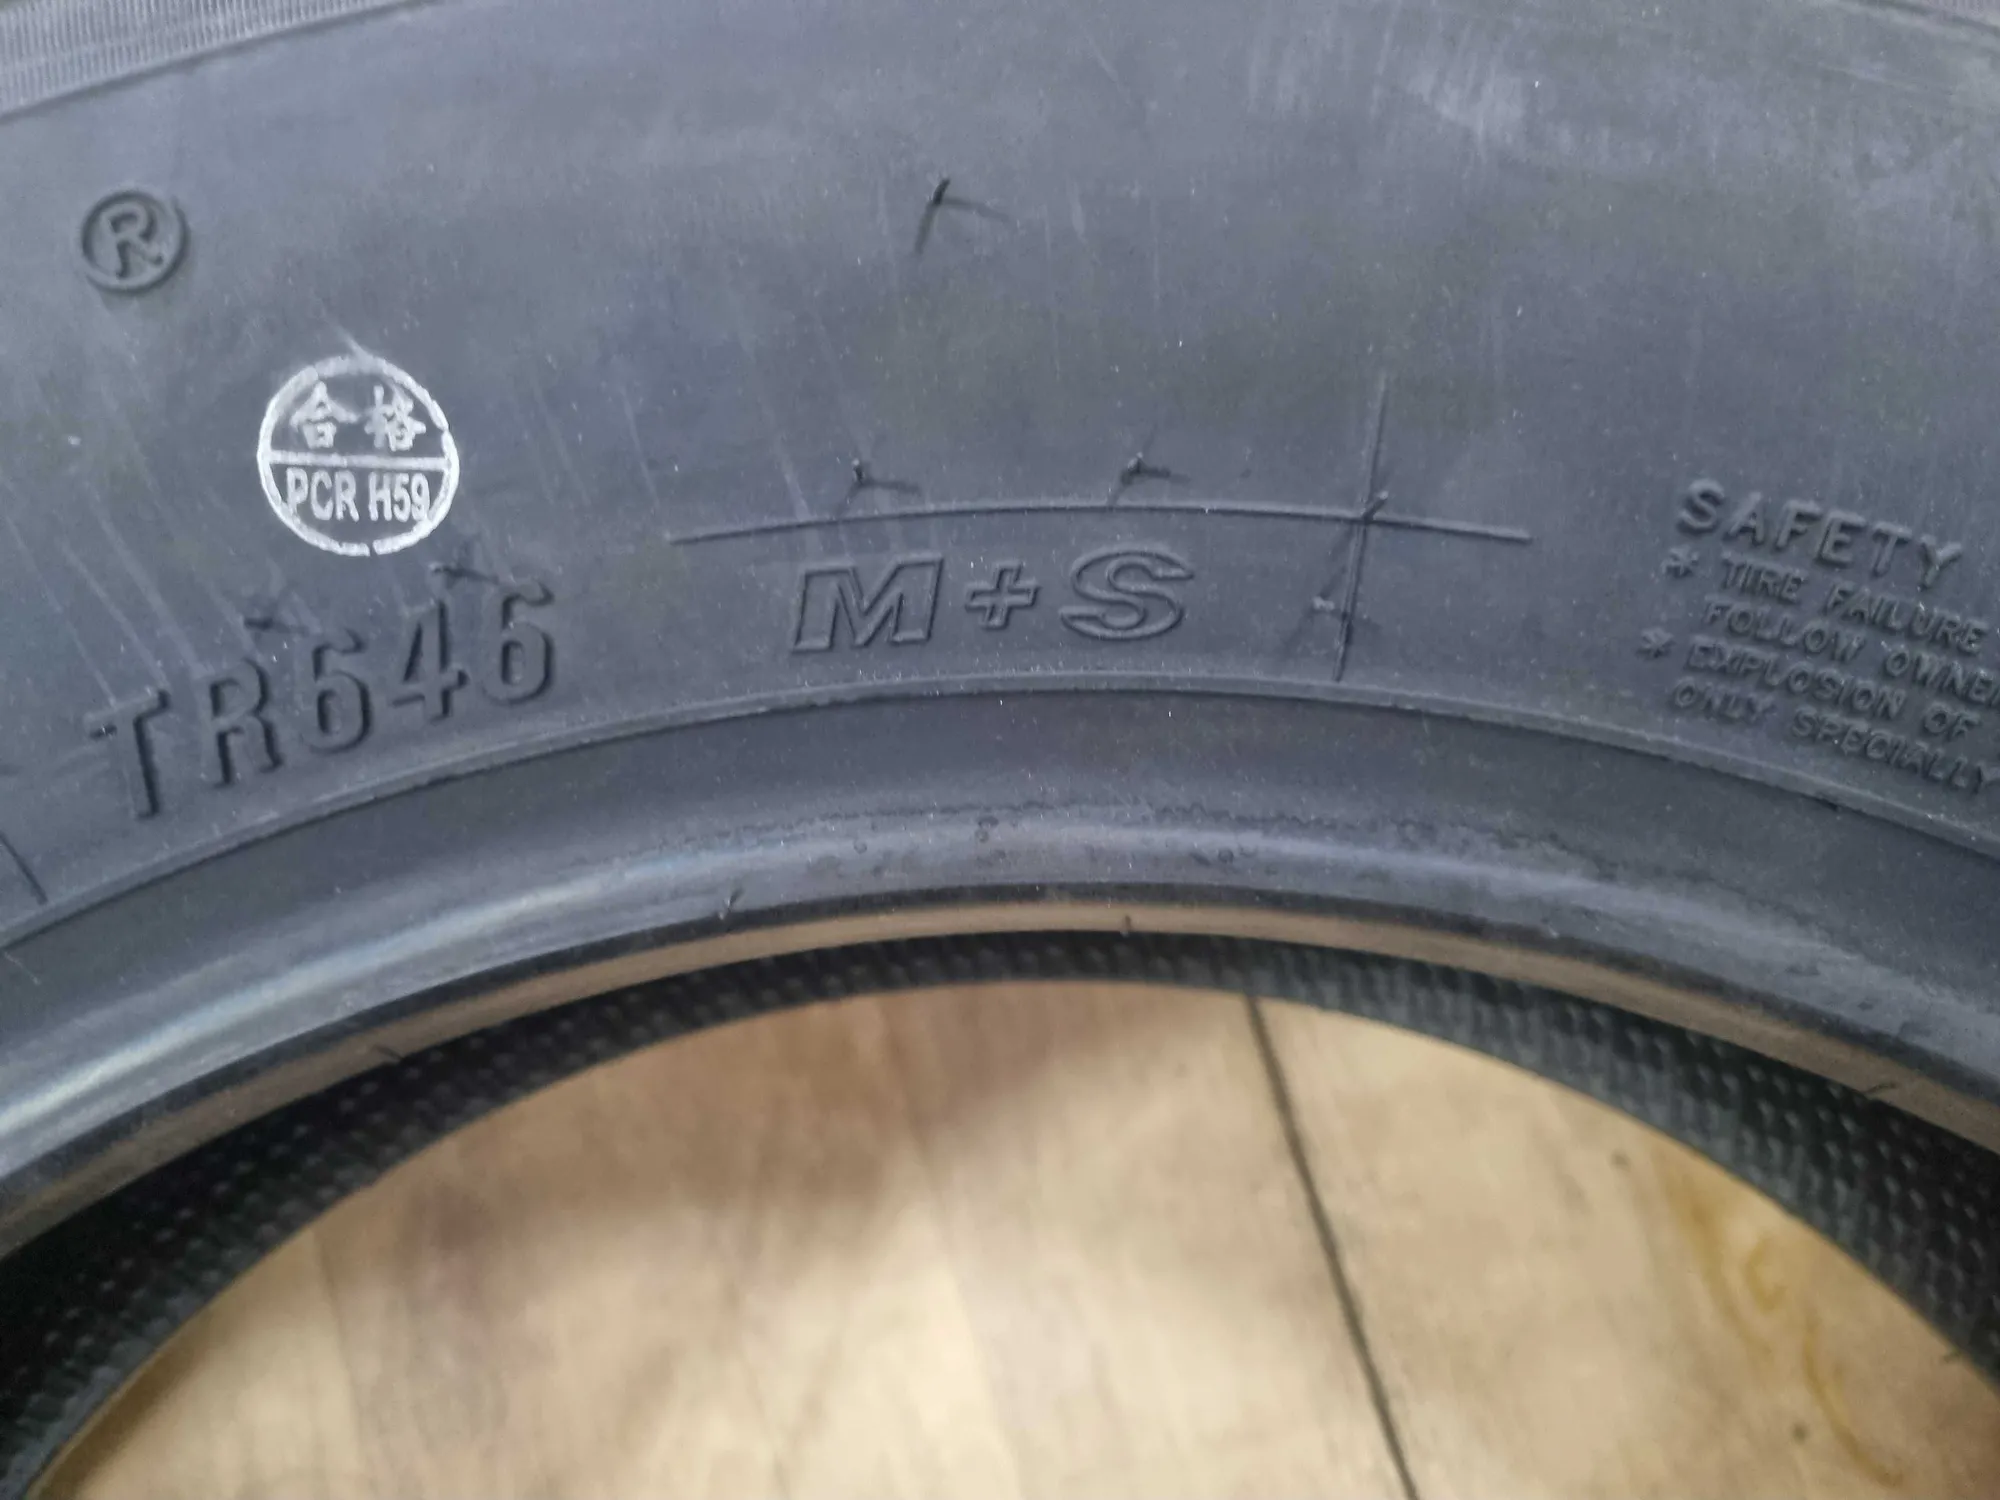 ®
合格
PCR H59
TR646
M+S
SAFETY
* TIRE FAILURE
FOLLOW OWNER
* EXPLOSION OF
ONLY SPECIALLY